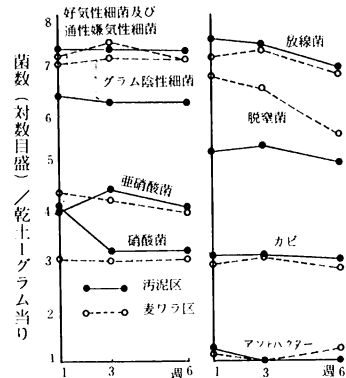 菌数(対数目盛)/乾土一グラム当り
8
7
6
5
4
3
2
1
好気性細菌及び
通性嫌気性細菌
グラム陰性細菌
亜硝酸菌
硝酸菌
汚泥区
麦ワラ区
1
3
週6
放線菌
脱窒菌
カビ
アゾトバクター
1
3
週6